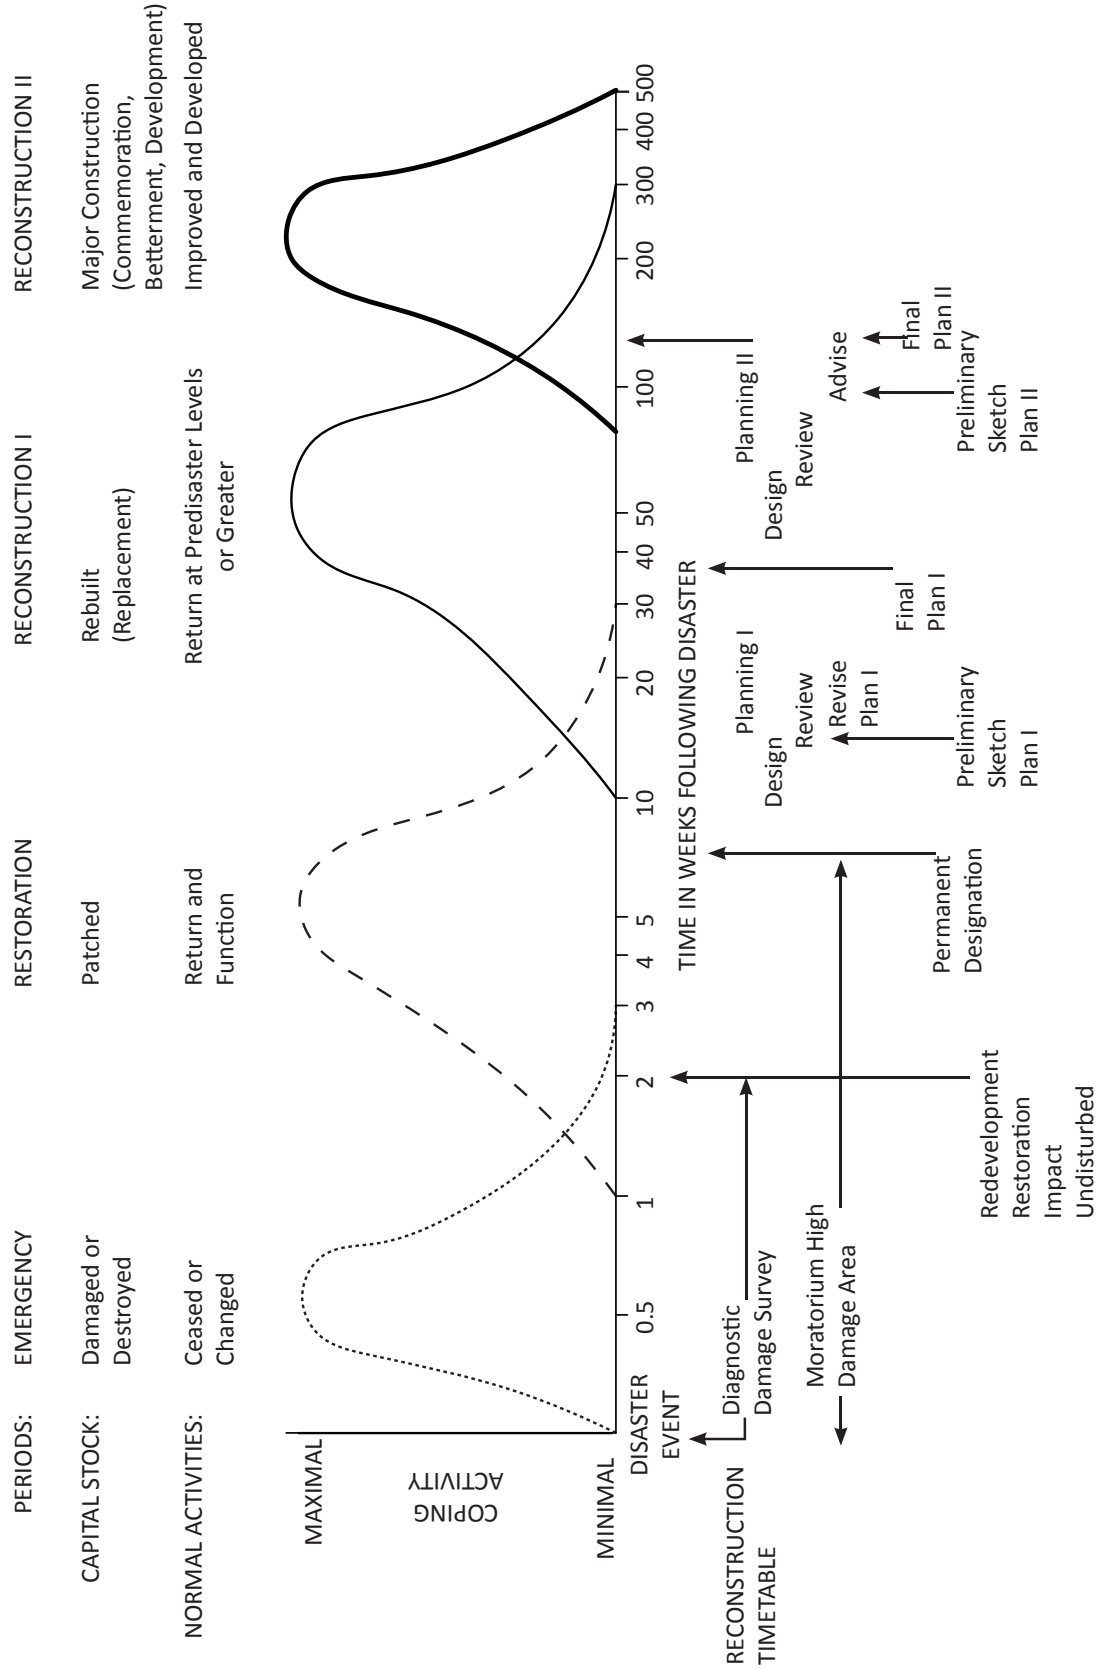 PERIODS:
EMERGENCY
RESTORATION
RECONSTRUCTION I
RECONSTRUCTION II
CAPITAL STOCK:
Damaged or
Destroyed
Patched
Rebuilt
(Replacement)
Major Construction
(Commemoration,
Betterment, Development)
NORMAL ACTIVITIES:
Ceased or
Changed
Return and
Function
Return at Predisaster Levels
or Greater
Improved and Developed
MAXIMAL
COPING
ACTIVITY
MINIMAL
DISASTER
EVENT
0.5
1
2
3
4
5
10
20
30
40
50
100
200
300
400
500
TIME IN WEEKS FOLLOWING DISASTER
RECONSTRUCTION
TIMETABLE
Diagnostic
Damage Survey
Moratorium High
Damage Area
Redevelopment
Restoration
Impact
Undisturbed
Permanent
Designation
Planning I
Design
Review
Revise
Plan I
Preliminary
Sketch
Plan I
Final
Plan I
Planning II
Design
Review
Advise
Preliminary
Sketch
Plan II
Final
Plan II